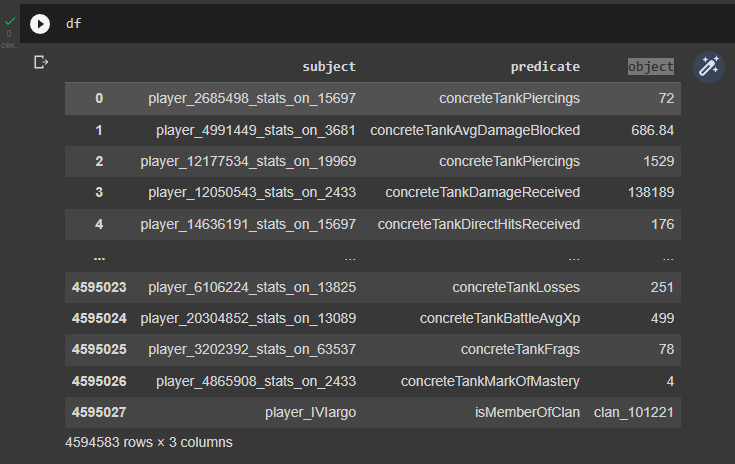 df
0
сек.
subject predicate object
0 player_2685498_stats_on_15697 concreteTankPiercings 72
1 player_4991449_stats_on_3681 concreteTankAvgDamageBlocked 686.84
2 player_12177534_stats_on_19969 concreteTankPiercings 1529
3 player_12050543_stats_on_2433 concreteTankDamageReceived 138189
4 player_14636191_stats_on_15697 concreteTankDirectHitsReceived 176
... ... ... ...
4595023 player_6106224_stats_on_13825 concreteTankLosses 251
4595024 player_20304852_stats_on_13089 concreteTankBattleAvgXp 499
4595025 player_3202392_stats_on_63537 concreteTankFrags 78
4595026 player_4865908_stats_on_2433 concreteTankMarkOfMastery 4
4595027 player_IVIargo isMemberOfClan clan_101221
4594583 rows × 3 columns